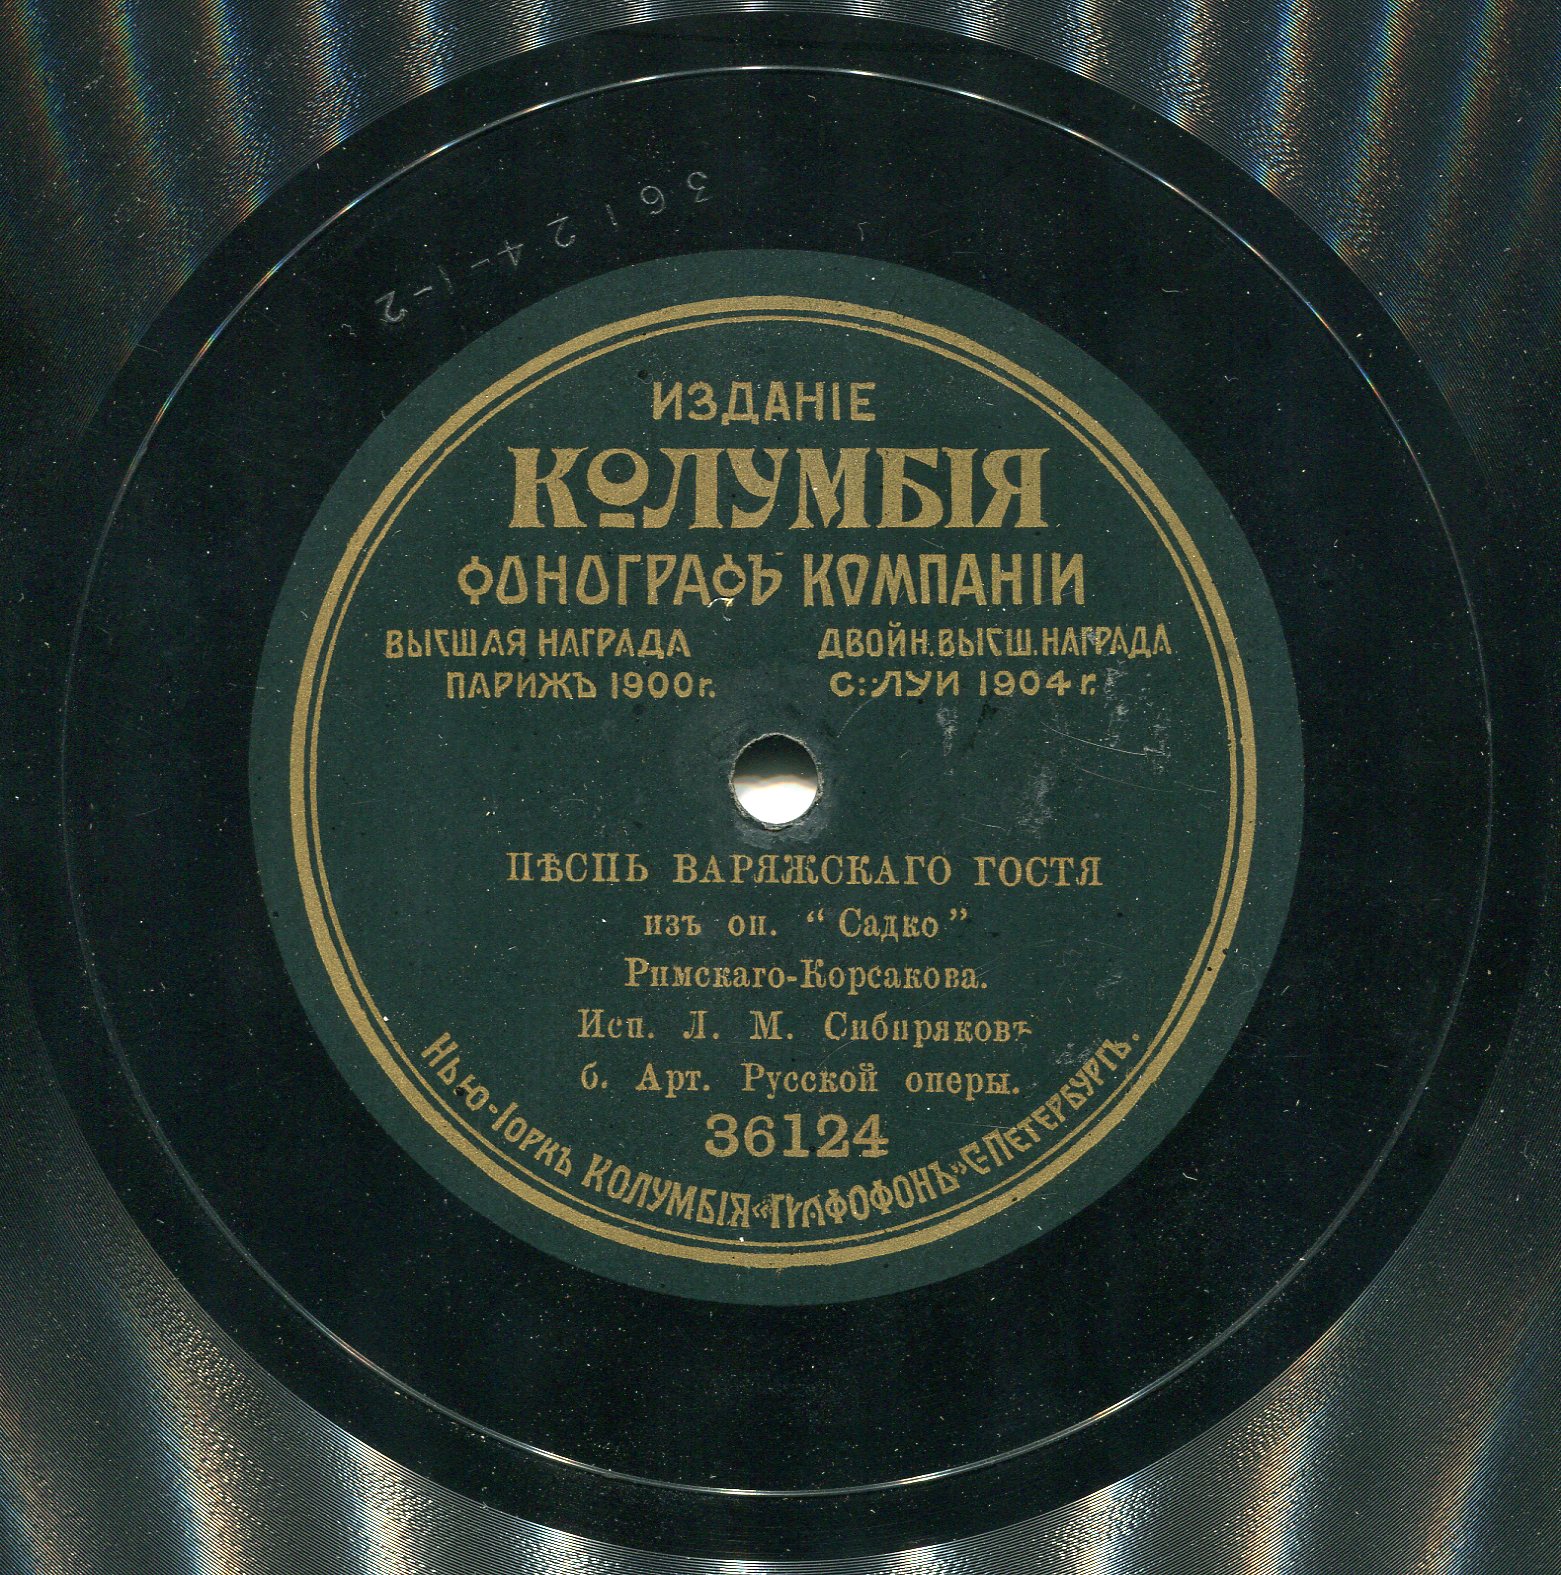 36124-1-2
ИЗДАНІЕ
КОЛУМБІЯ
ФОНОГРАФЪ КОМПАНІИ
ВЫСШАЯ НАГРАДА
ПАРИЖЪ 1900г.
ДВОЙН. ВЫСШ. НАГРАДА
С: ЛУИ 1904 г.
ПѢСНЬ ВАРЯЖСКАГО ГОСТЯ
изъ оп. “Садко”
Римскаго-Корсакова.
Исп. Л. М. Сибиряковъ
б. Арт. Русской оперы.
36124
НЬЮ-ІОРКЪ КОЛУМБІЯ «ГРАФОФОНЪ» С-ПЕТЕРБУРГЪ.